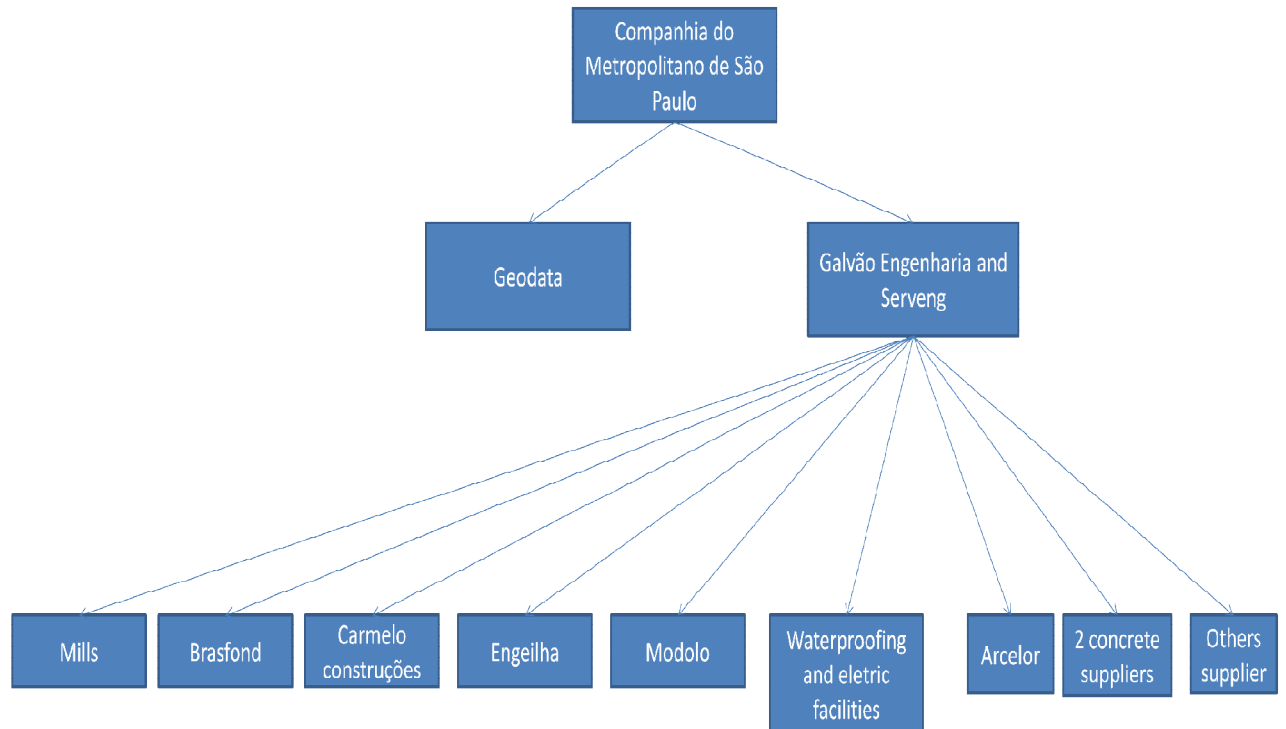 Companhia do
Metropolitano de São
Paulo
Geodata
Galvão Engenharia and
Serveng
Mills
Brasfond
Carmelo
construções
Engeilha
Modolo
Waterproofing
and eletric
facilities
Arcelor
2 concrete
suppliers
Others
supplier